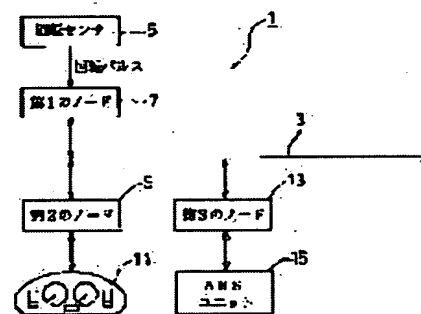 回転センサ 5
1
回転パルス
第1のノード 7
3
第2のノード 9
第3のノード 13
11
ABS
ユニット 15